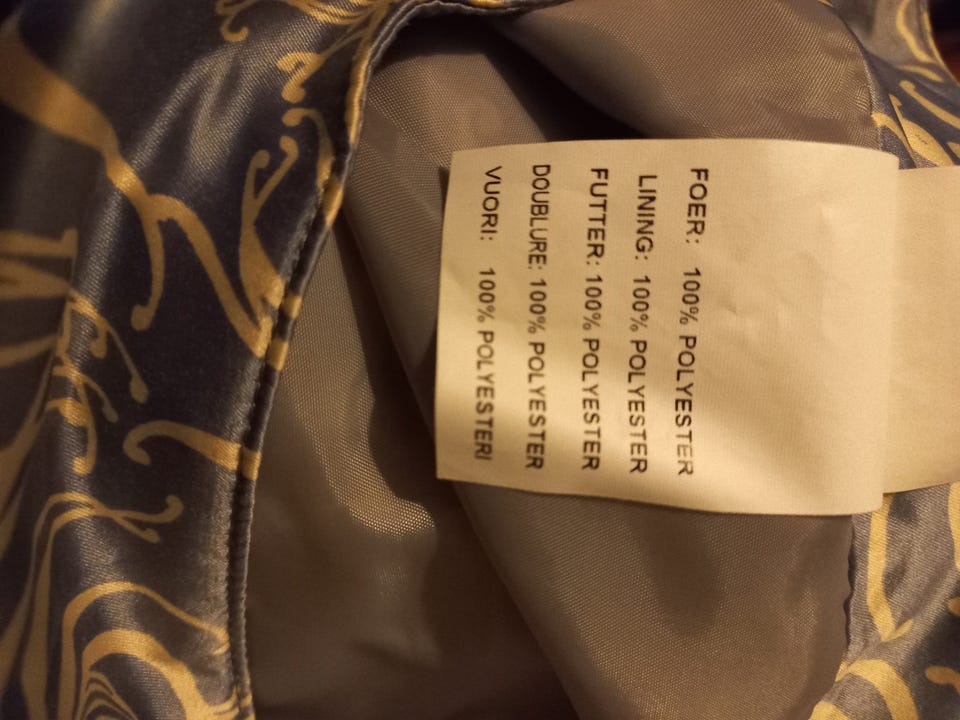 FOER: 100% POLYESTER
LINING: 100% POLYESTER
FUTTER: 100% POLYESTER
DOUBLURE: 100% POLYESTER
VUORI: 100% POLYESTERI